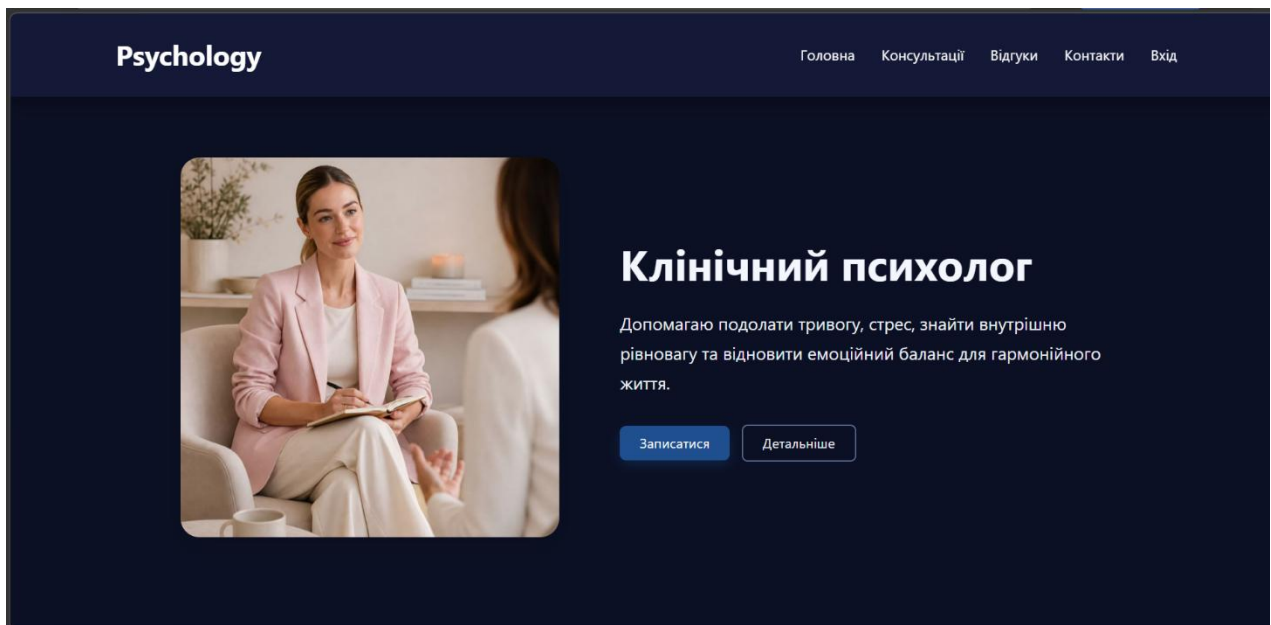 Psychology
Головна Консультації Відгуки Контакти Вхід
Клінічний психолог
Допомагаю подолати тривогу, стрес, знайти внутрішню
рівновагу та відновити емоційний баланс для гармонійного
життя.
Записатися Детальніше